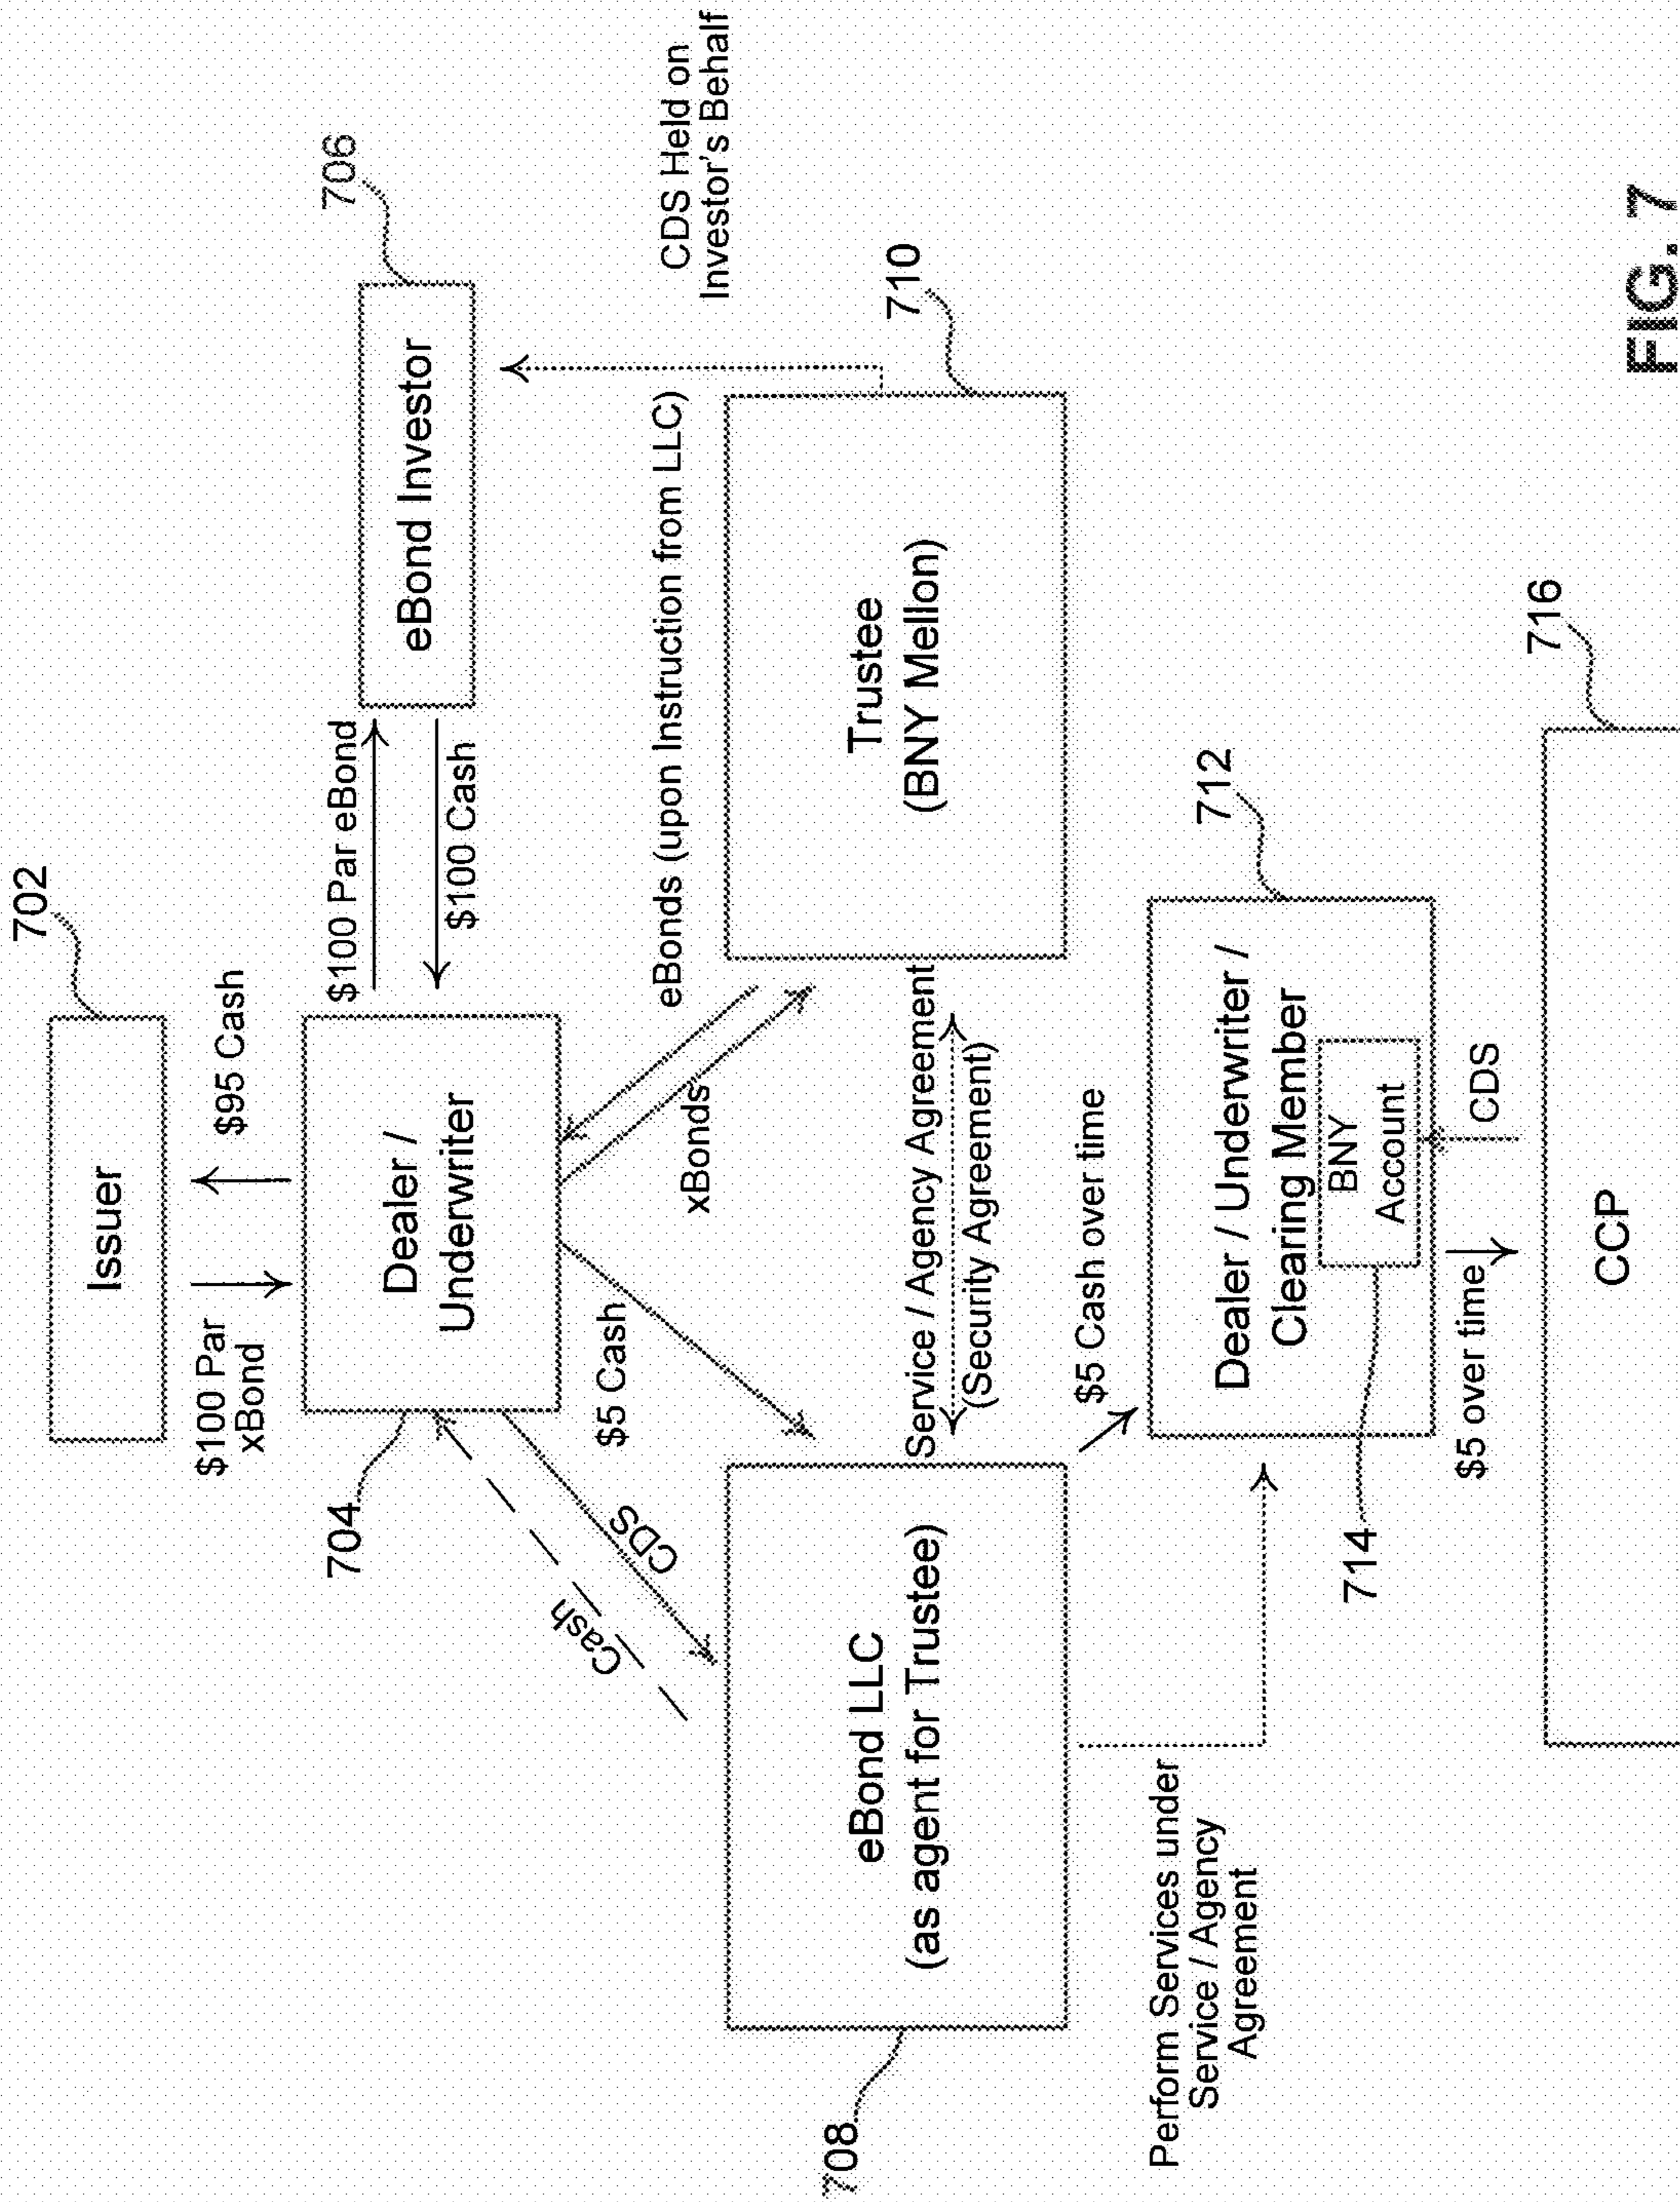 702
Issuer
$100 Par
xBond
$95 Cash
704
Dealer /
Underwriter
$100 Par eBond
$100 Cash
706
eBond Investor
Cash
CDS
$5 Cash
xBonds
eBonds (upon Instruction from LLC)
CDS Held on
Investor's Behalf
708
eBond LLC
(as agent for Trustee)
Service / Agency Agreement
(Security Agreement)
710
Trustee
(BNY Mellon)
Perform Services under
Service / Agency
Agreement
$5 Cash over time
712
Dealer / Underwriter /
Clearing Member
BNY
Account
714
$5 over time
CDS
716
CCP
FIG. 7